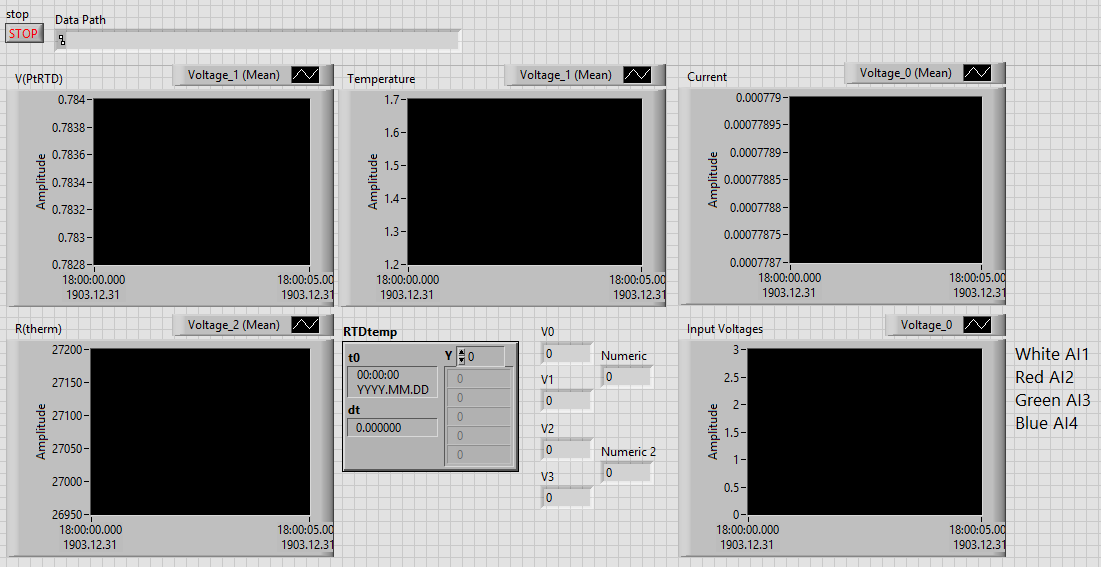 stop
STOP
Data Path
V(PtRTD)
Voltage_1 (Mean)
Amplitude
0.784
0.7838
0.7836
0.7834
0.7832
0.783
0.7828
18:00:00.000
1903.12.31
18:00:05.00
1903.12.31
Temperature
Voltage_1 (Mean)
Amplitude
1.7
1.6
1.5
1.4
1.3
1.2
18:00:00.000
1903.12.31
18:00:05.00
1903.12.31
Current
Voltage_0 (Mean)
Amplitude
0.000779
0.00077895
0.0007789
0.00077885
0.0007788
0.00077875
0.0007787
18:00:00.000
1903.12.31
18:00:05.00
1903.12.31
R(therm)
Voltage_2 (Mean)
Amplitude
27200
27150
27100
27050
27000
26950
18:00:00.000
1903.12.31
18:00:05.00
1903.12.31
RTDtemp
t0
00:00:00
YYYY.MM.DD
dt
0.000000
Y
0
0
0
0
0
0
V0
0
V1
0
Numeric
0
V2
0
V3
0
Numeric 2
0
Input Voltages
Voltage_0
Amplitude
3
2.5
2
1.5
1
0.5
0
18:00:00.000
1903.12.31
18:00:05.00
1903.12.31
White AI1
Red AI2
Green AI3
Blue AI4